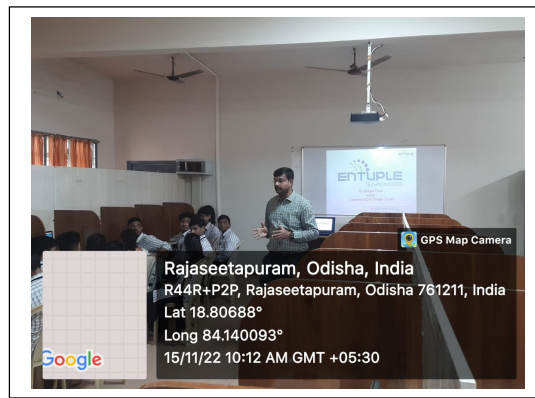 ENTUPLE
TECHNOLOGIES
GPS Map Camera
Rajaseetapuram, Odisha, India
R44R+P2P, Rajaseetapuram, Odisha 761211, India
Lat 18.80688°
Long 84.140093°
15/11/22 10:12 AM GMT +05:30
Google